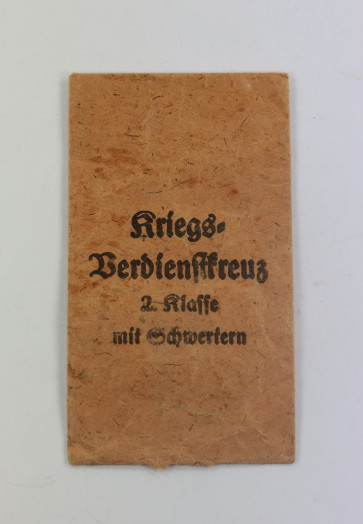 Kriegs-
Verdienstkreuz
2. Klasse
mit Schwertern